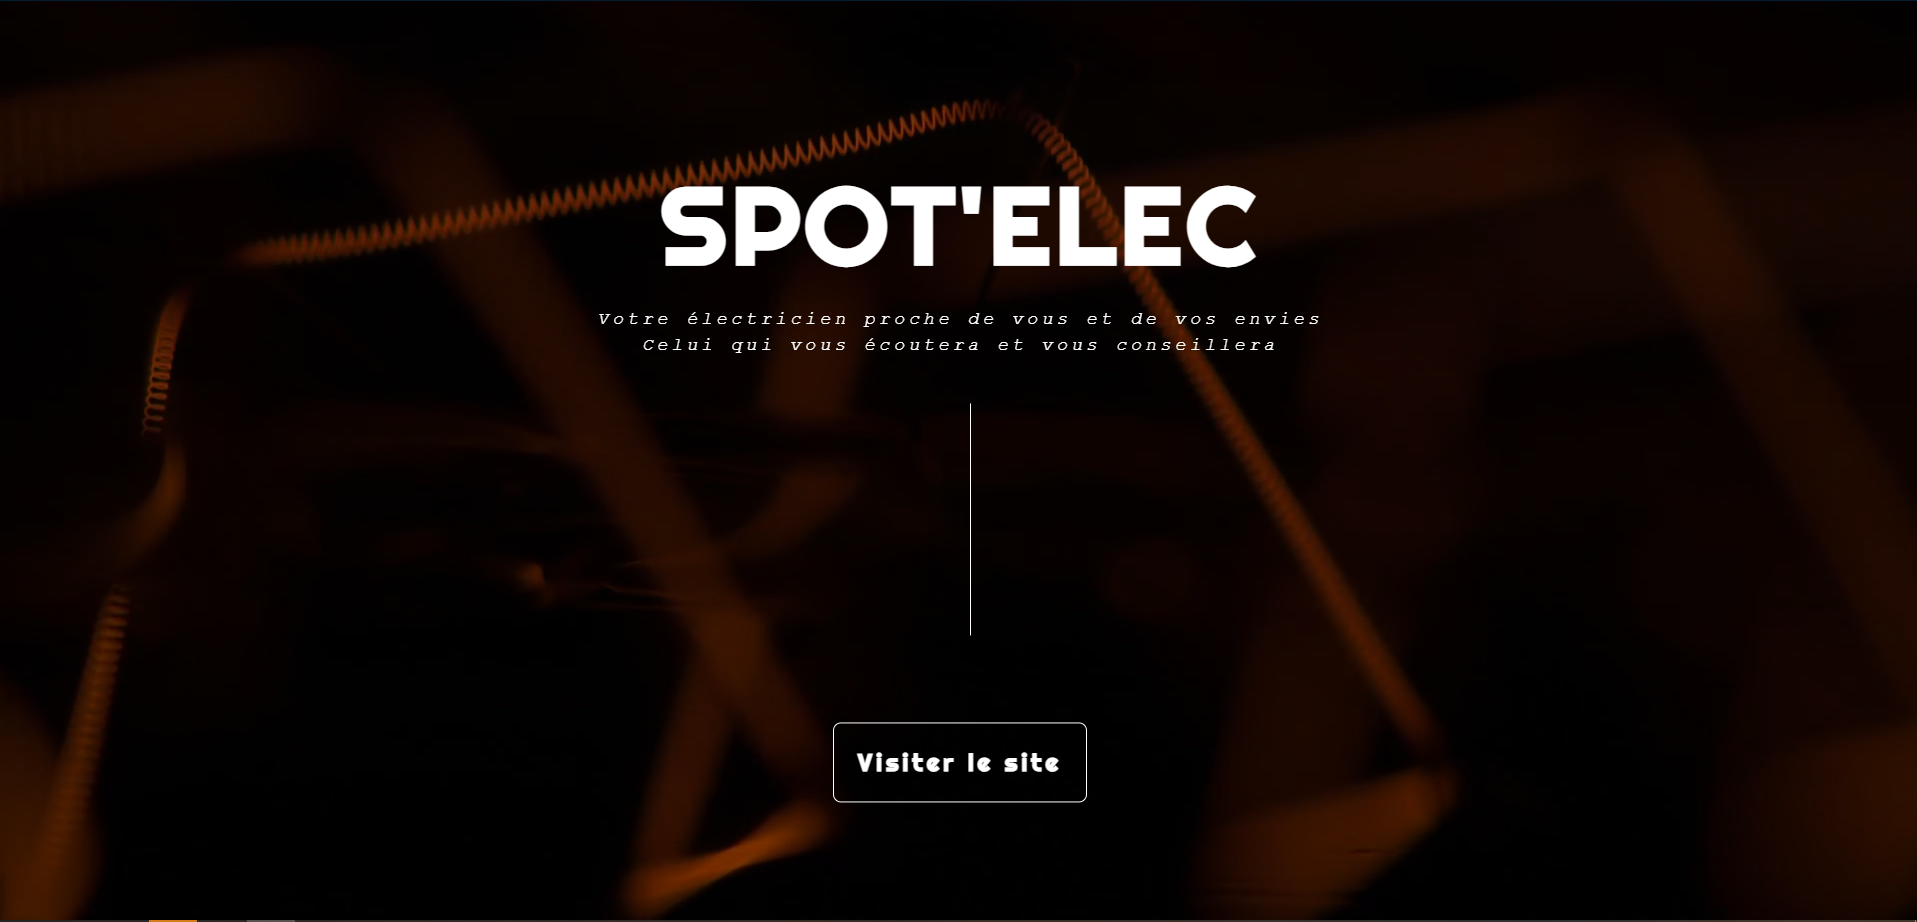 SPOT'ELEC
Votre électricien proche de vous et de vos envies
Celui qui vous écoutera et vous conseillera
Visiter le site